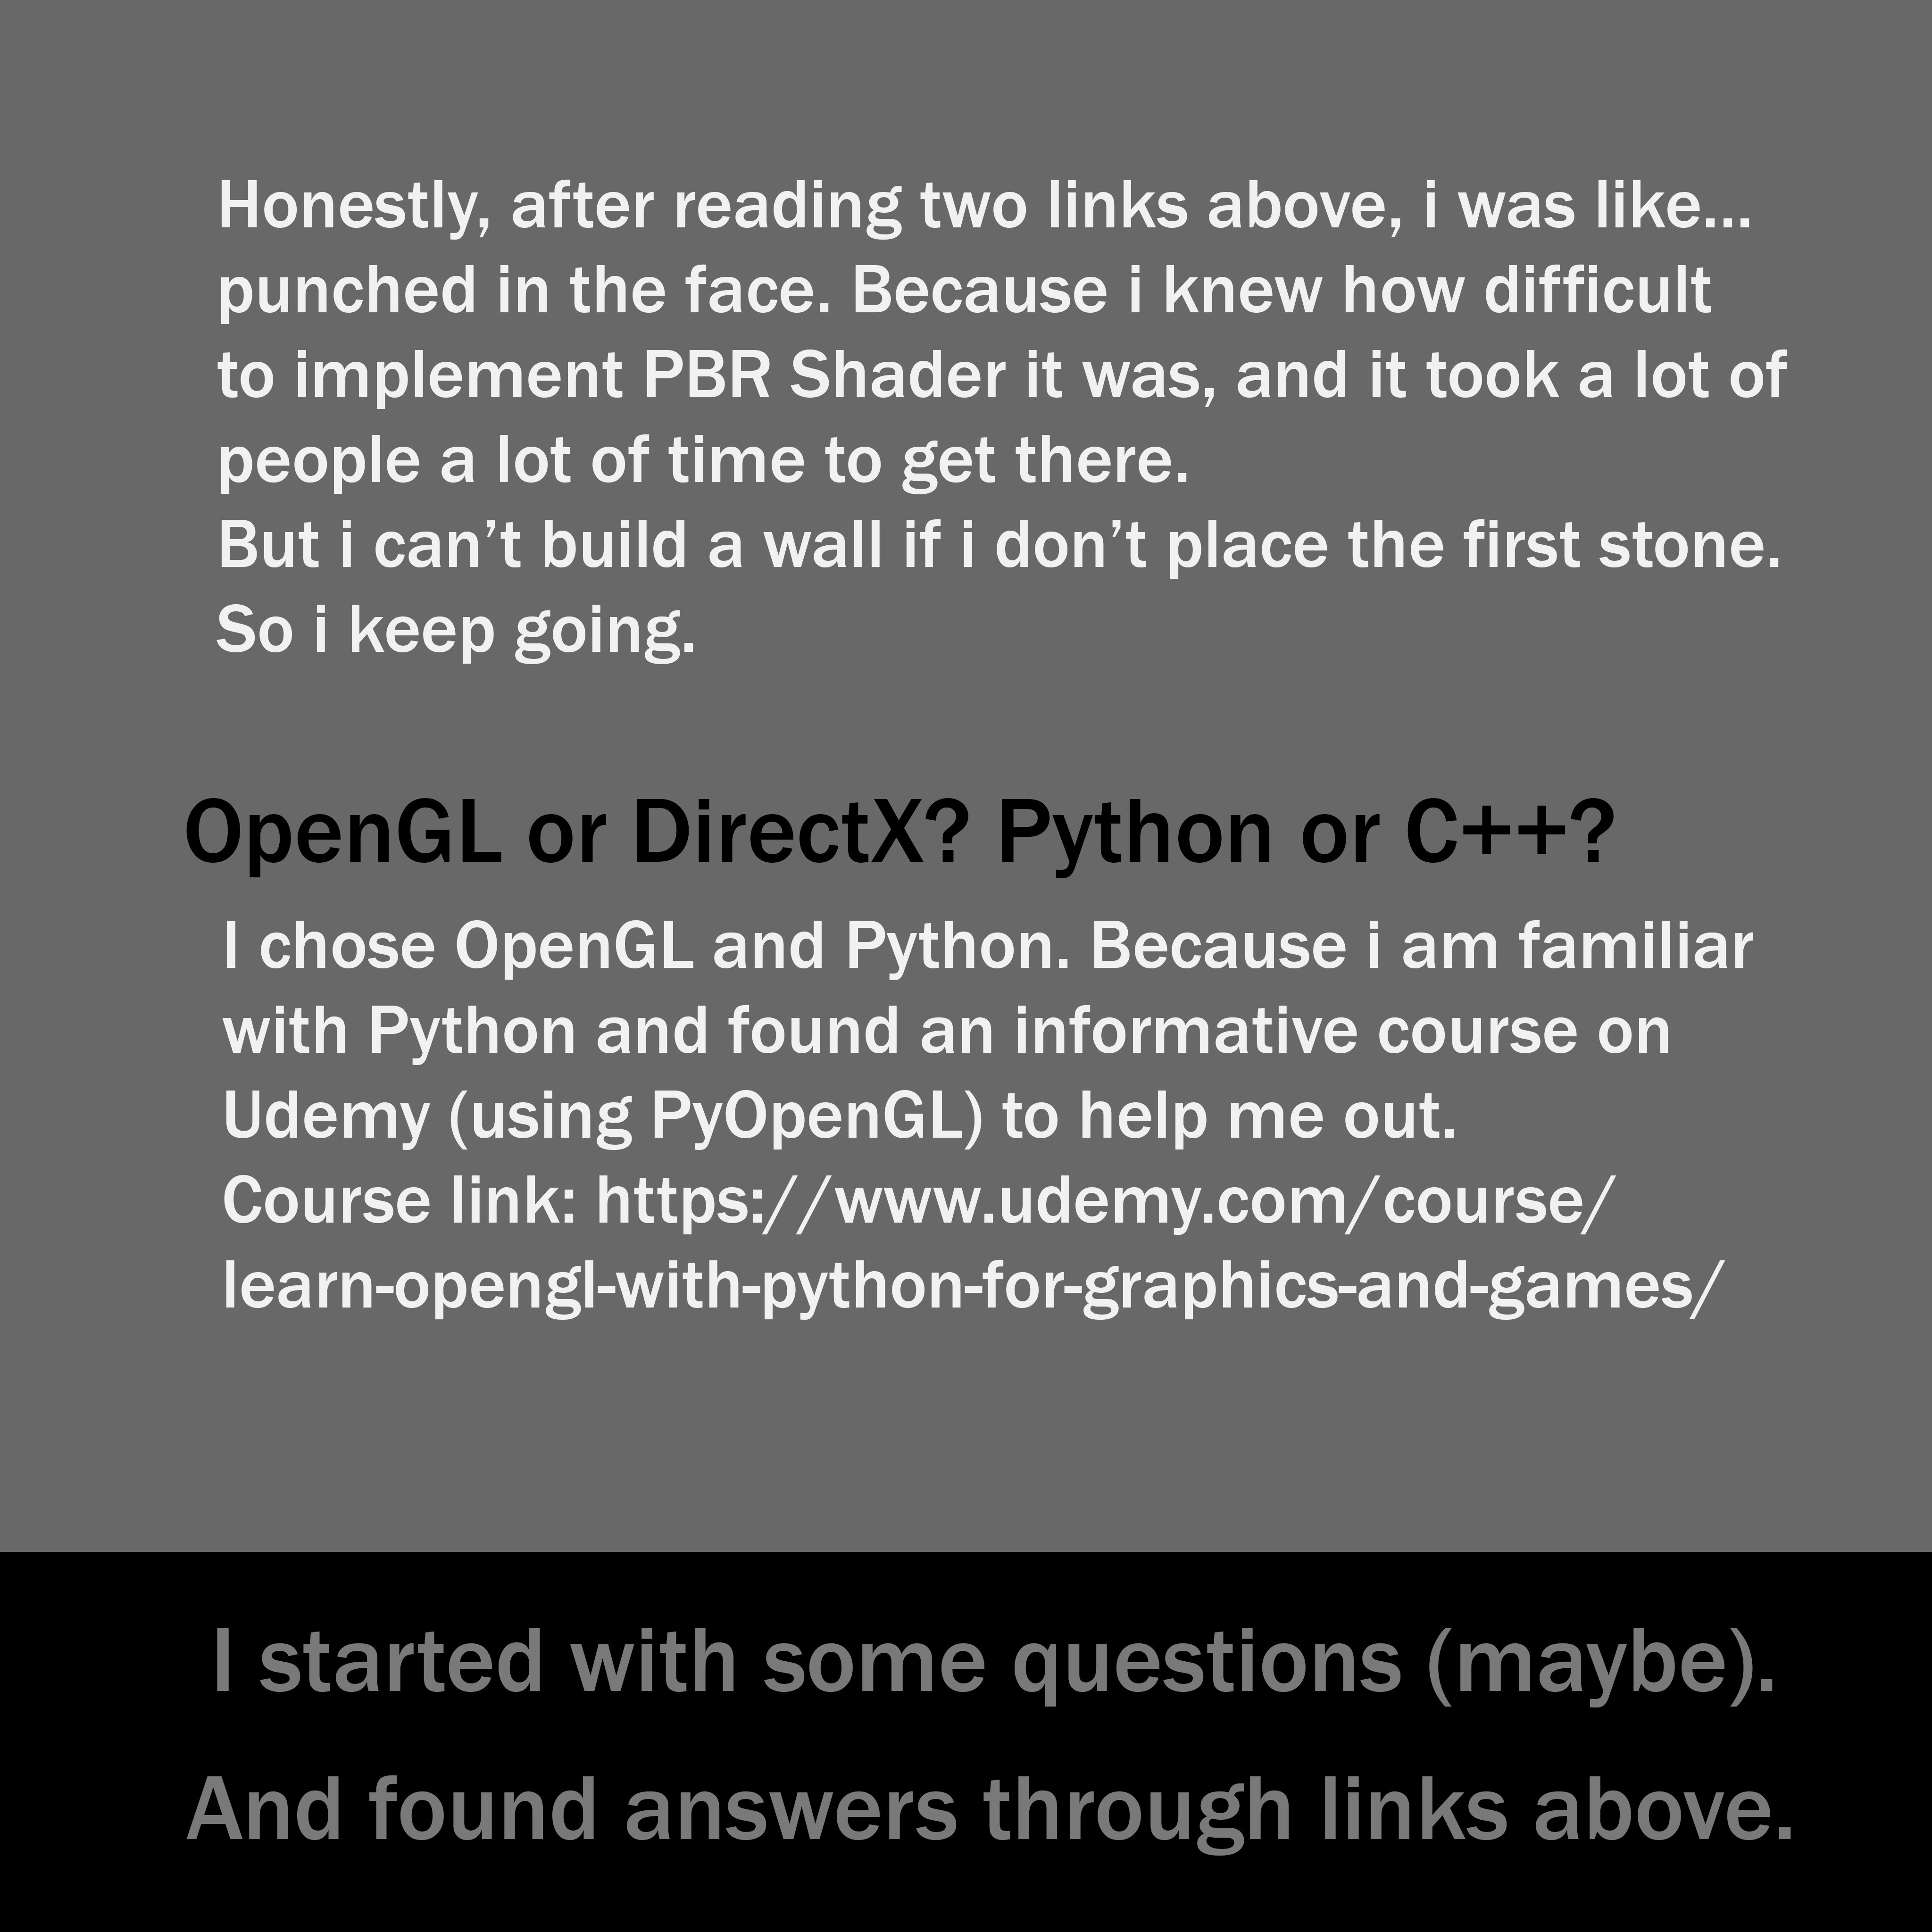 Honestly, after reading two links above, i was like...
punched in the face. Because i knew how difficult
to implement PBR Shader it was, and it took a lot of
people a lot of time to get there.
But i can’t build a wall if i don’t place the first stone.
So i keep going.
OpenGL or DirectX? Python or C++?
I chose OpenGL and Python. Because i am familiar
with Python and found an informative course on
Udemy (using PyOpenGL) to help me out.
Course link: https://www.udemy.com/course/
learn-opengl-with-python-for-graphics-and-games/
I started with some questions (maybe).
And found answers through links above.